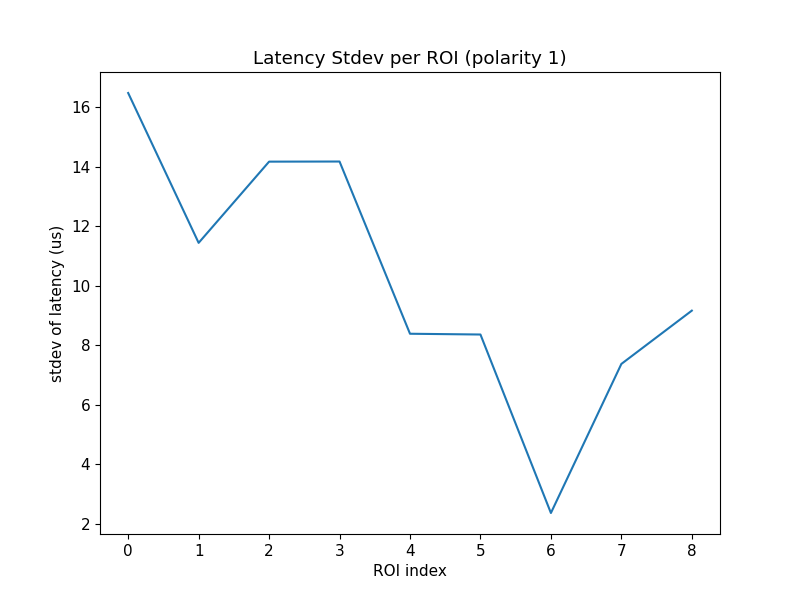 Latency Stdev per ROI (polarity 1)
stdev of latency (us)
16
14
12
10
8
6
4
2
0 1 2 3 4 5 6 7 8
ROI index